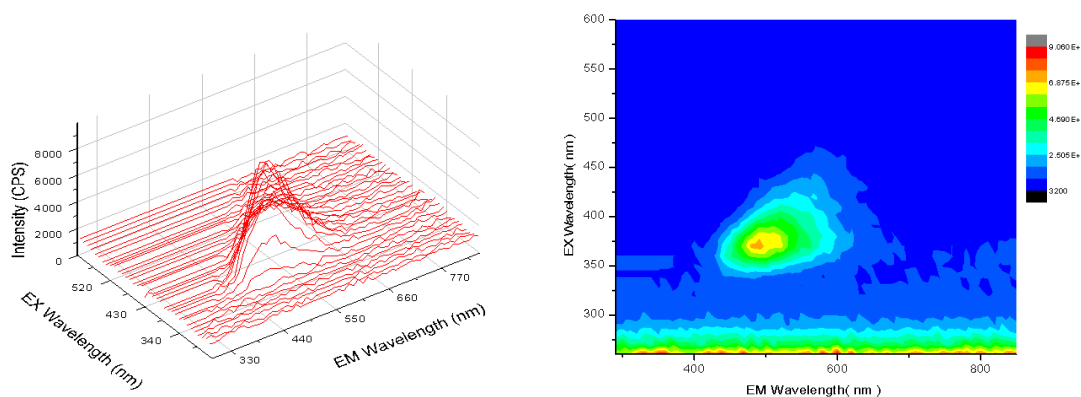 8000
6000
4000
2000
0
Intensity (CPS)
520
430
340
EX Wavelength (nm)
330
440
550
660
770
EM Wavelength (nm)
600
550
500
450
400
350
300
EX Wavelength( nm )
400
600
800
EM Wavelength( nm )
9.060E+
6.875E+
4.690E+
2.505E+
3200